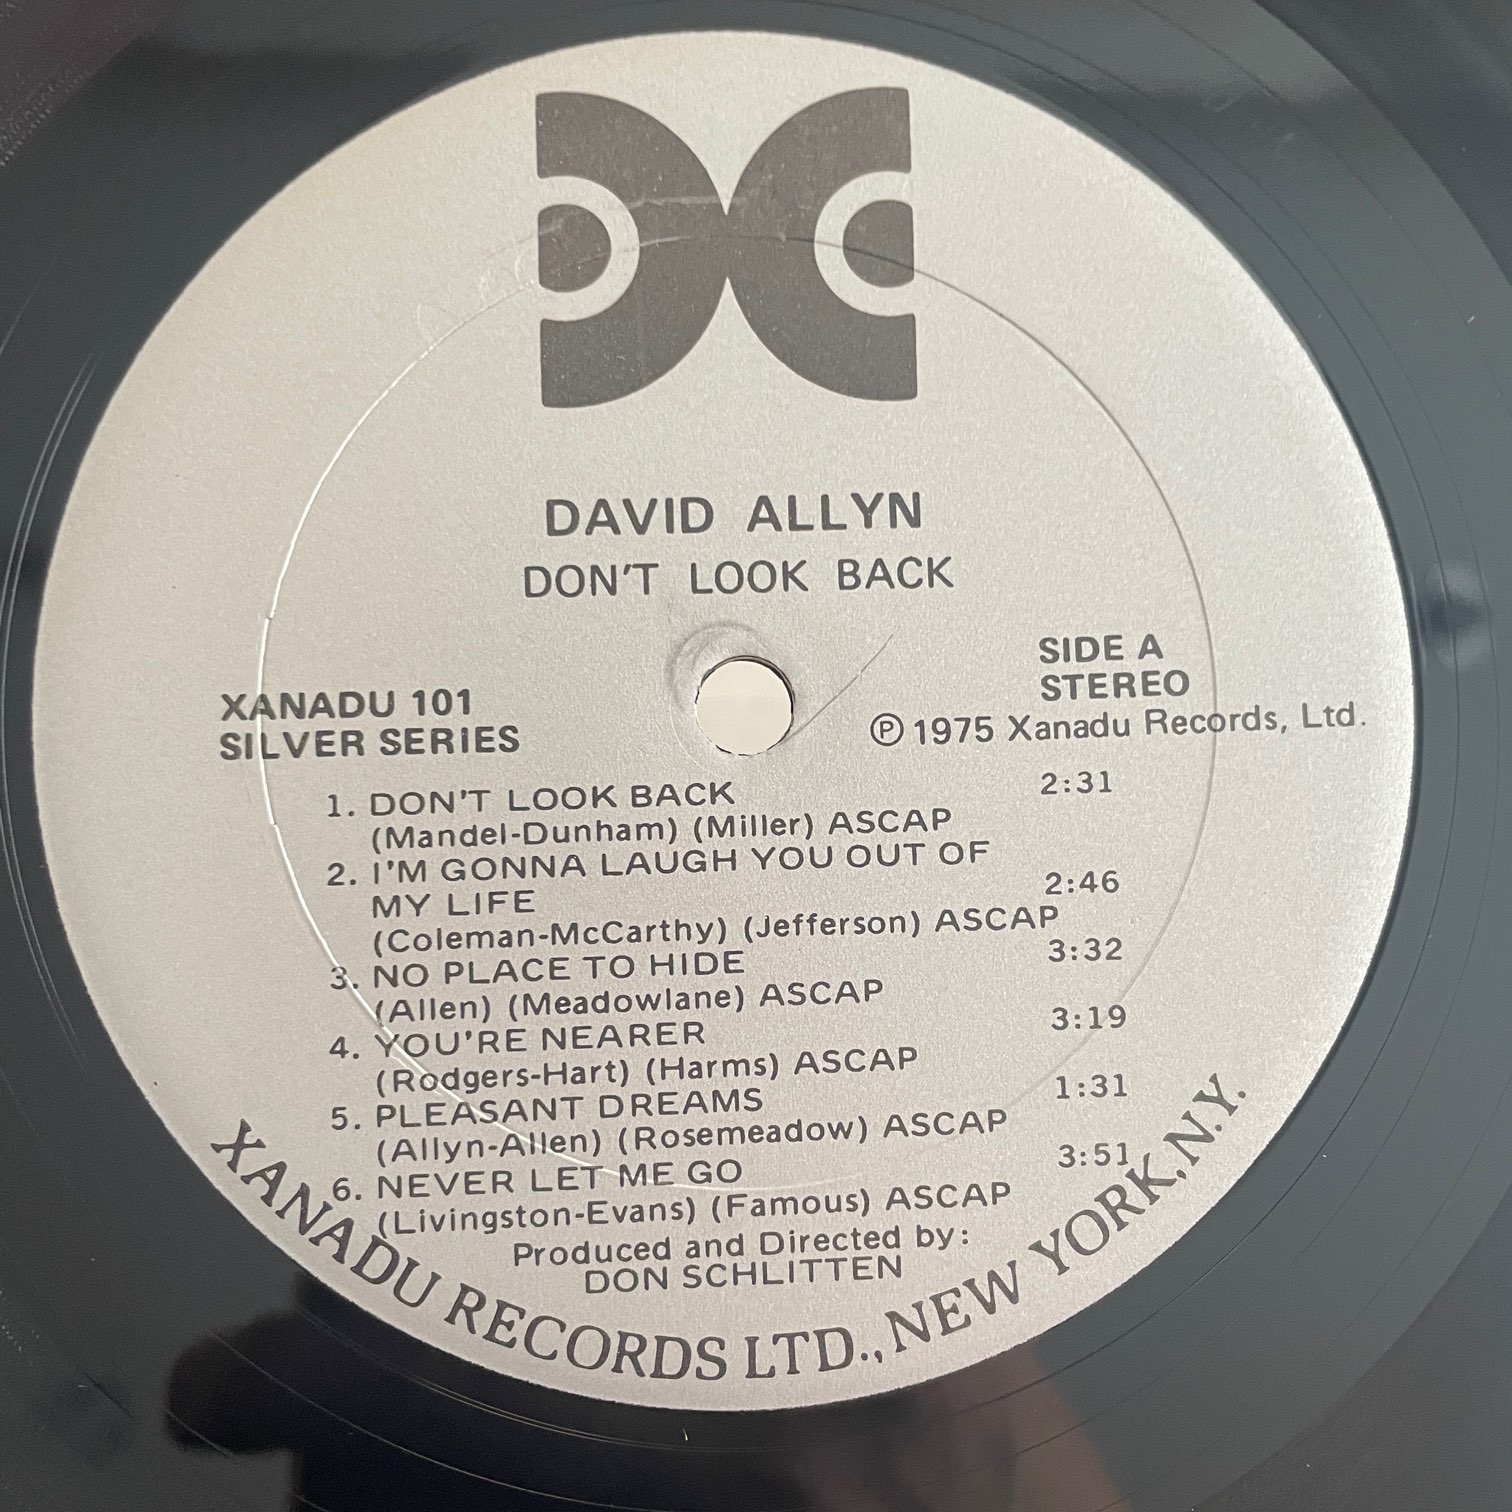 DAVID ALLYN
DON'T LOOK BACK
SIDE A
STEREO
XANADU 101
SILVER SERIES
℗ 1975 Xanadu Records, Ltd.
1. DON'T LOOK BACK 2:31
(Mandel-Dunham) (Miller) ASCAP
2. I'M GONNA LAUGH YOU OUT OF
MY LIFE 2:46
(Coleman-McCarthy) (Jefferson) ASCAP
3. NO PLACE TO HIDE 3:32
(Allen) (Meadowlane) ASCAP
4. YOU'RE NEARER 3:19
(Rodgers-Hart) (Harms) ASCAP
5. PLEASANT DREAMS 1:31
(Allyn-Allen) (Rosemeadow) ASCAP
6. NEVER LET ME GO 3:51
(Livingston-Evans) (Famous) ASCAP
Produced and Directed by:
DON SCHLITTEN
XANADU RECORDS LTD., NEW YORK, N.Y.